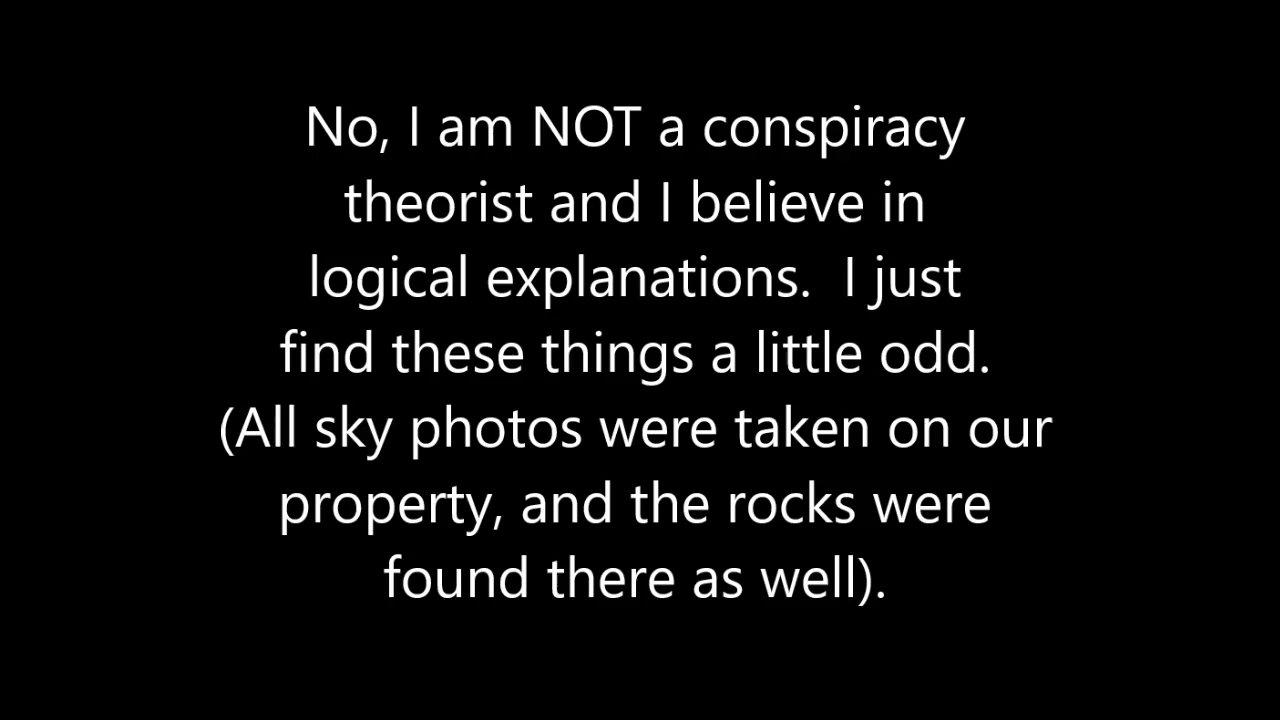 No, I am NOT a conspiracy
theorist and I believe in
logical explanations.  I just
find these things a little odd.
(All sky photos were taken on our
property, and the rocks were
found there as well).